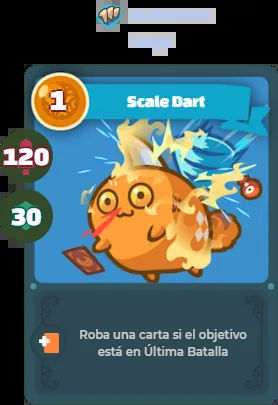 1
Scale Dart
120
30
Roba una carta si el objetivo
está en Última Batalla